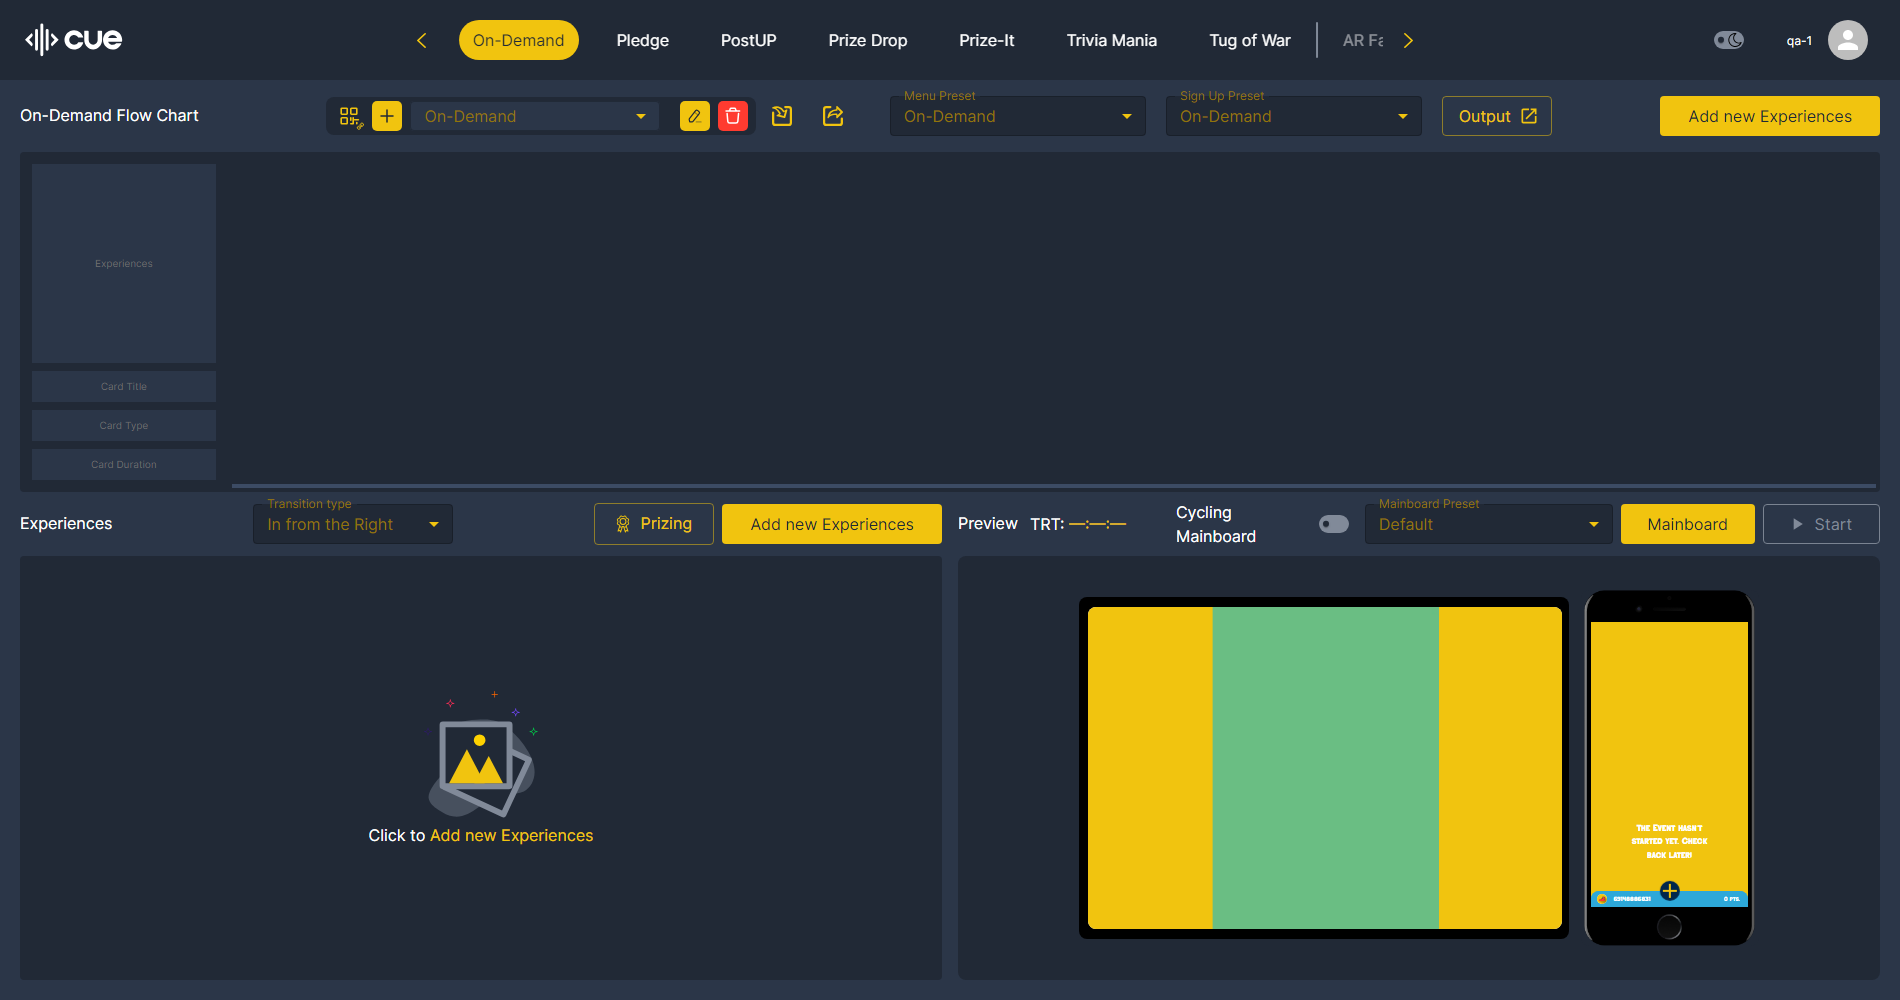 cue
On-Demand
Pledge
PostUP
Prize Drop
Prize-It
Trivia Mania
Tug of War
AR Fa
qa-1
On-Demand Flow Chart
On-Demand
Menu Preset
On-Demand
Sign Up Preset
On-Demand
Output
Add new Experiences
Experiences
Card Title
Card Type
Card Duration
Experiences
Transition type
In from the Right
Prizing
Add new Experiences
Preview
TRT: —:—:—
Cycling
Mainboard
Mainboard Preset
Default
Mainboard
Start
Click to Add new Experiences
The Event hasn't
started yet. Check
back later!
0 PTS.